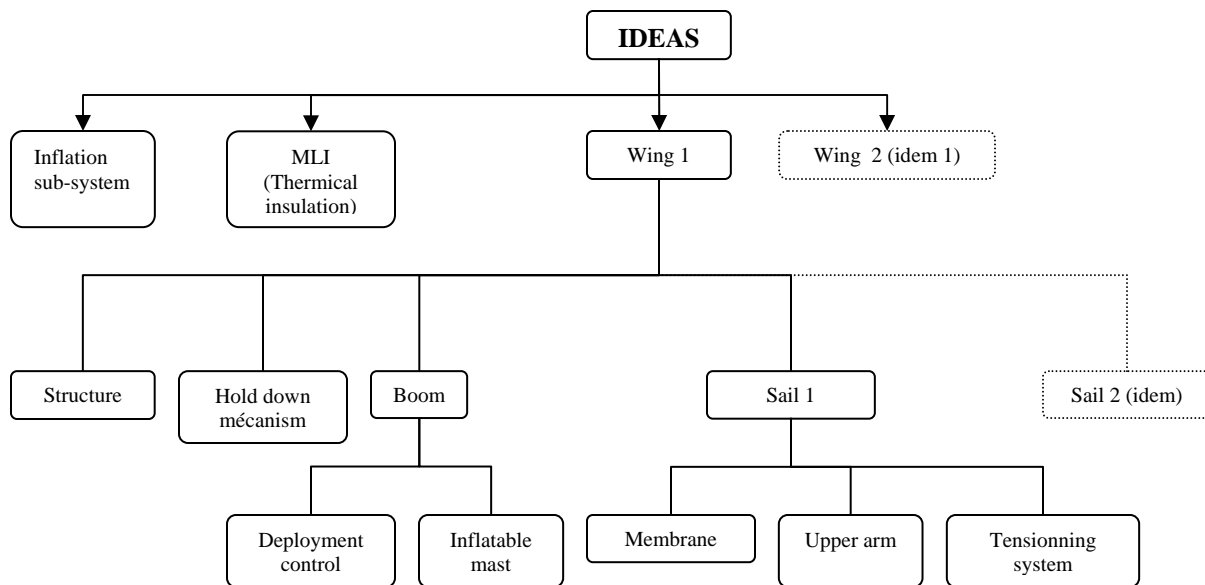 IDEAS
Inflation
sub-system
MLI
(Thermical
insulation)
Wing 1
Wing 2 (idem 1)
Structure
Hold down
mécanism
Boom
Sail 1
Sail 2 (idem)
Deployment
control
Inflatable
mast
Membrane
Upper arm
Tensionning
system